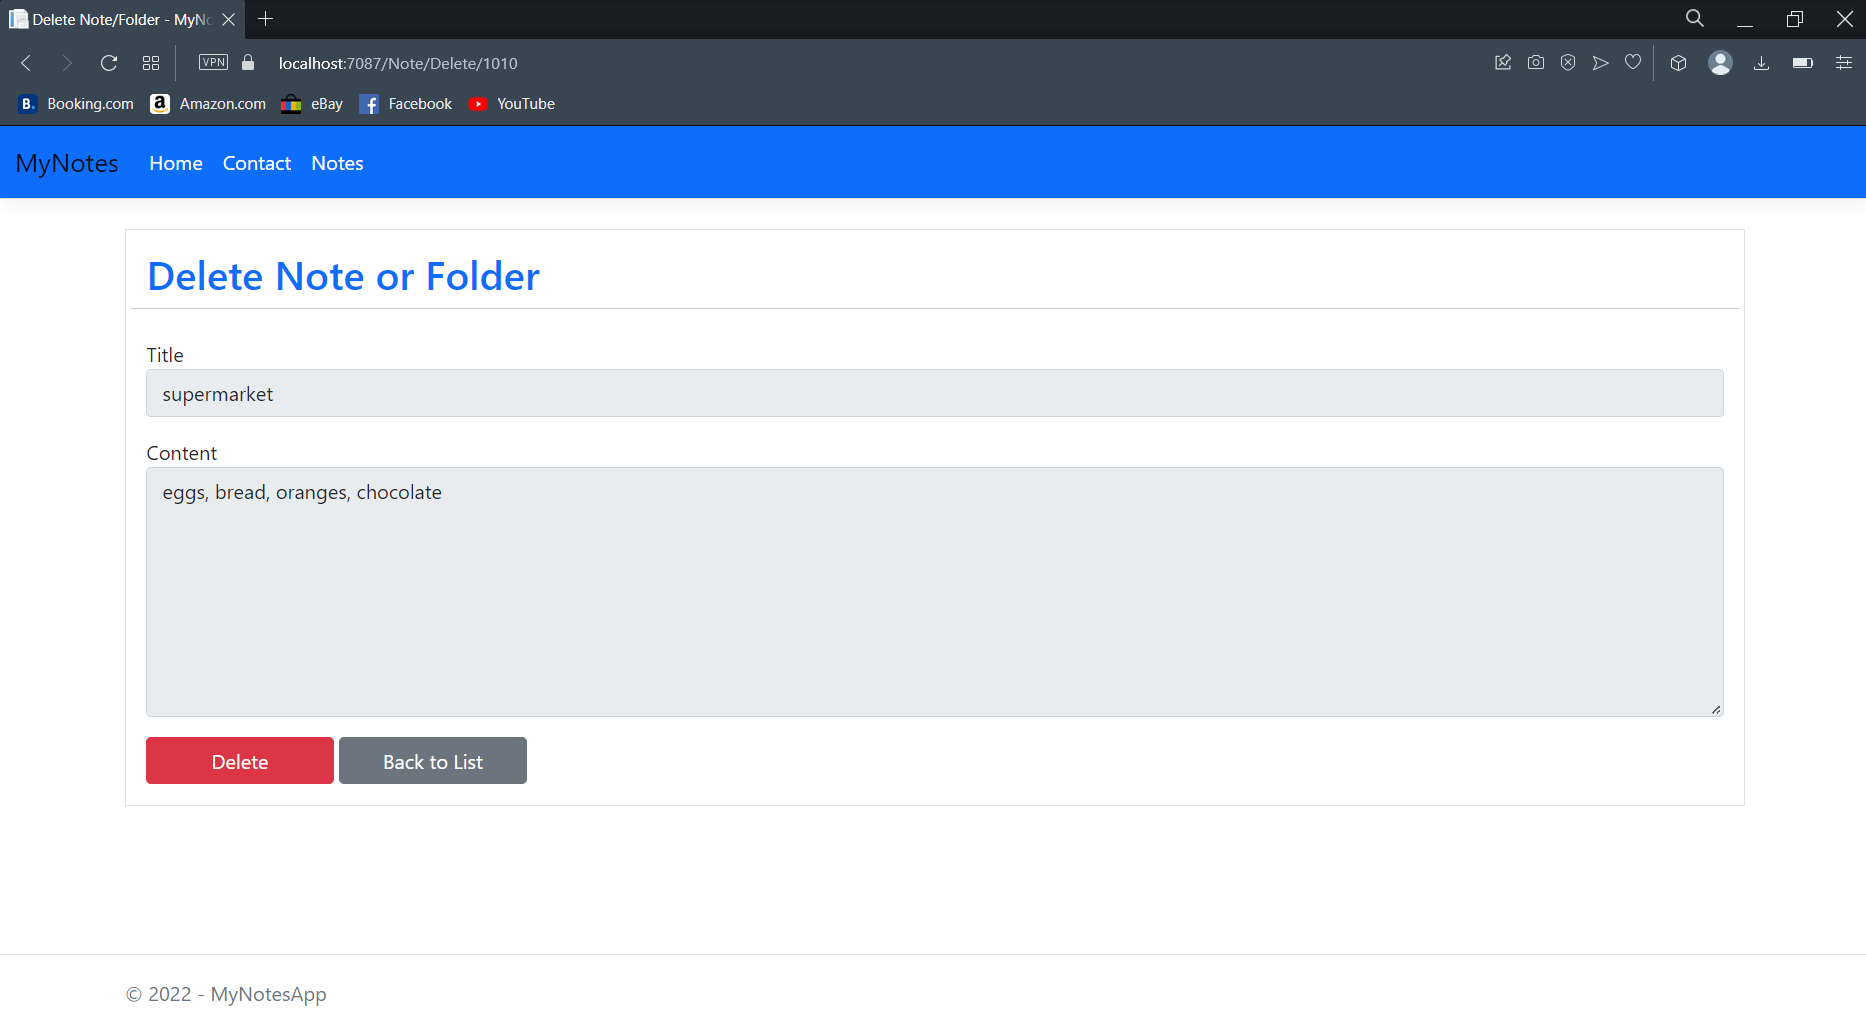 Delete Note/Folder - MyNo
VPN localhost:7087/Note/Delete/1010
B. Booking.com a Amazon.com eBay f Facebook YouTube
MyNotes Home Contact Notes
Delete Note or Folder
Title
supermarket
Content
eggs, bread, oranges, chocolate
Delete Back to List
© 2022 - MyNotesApp